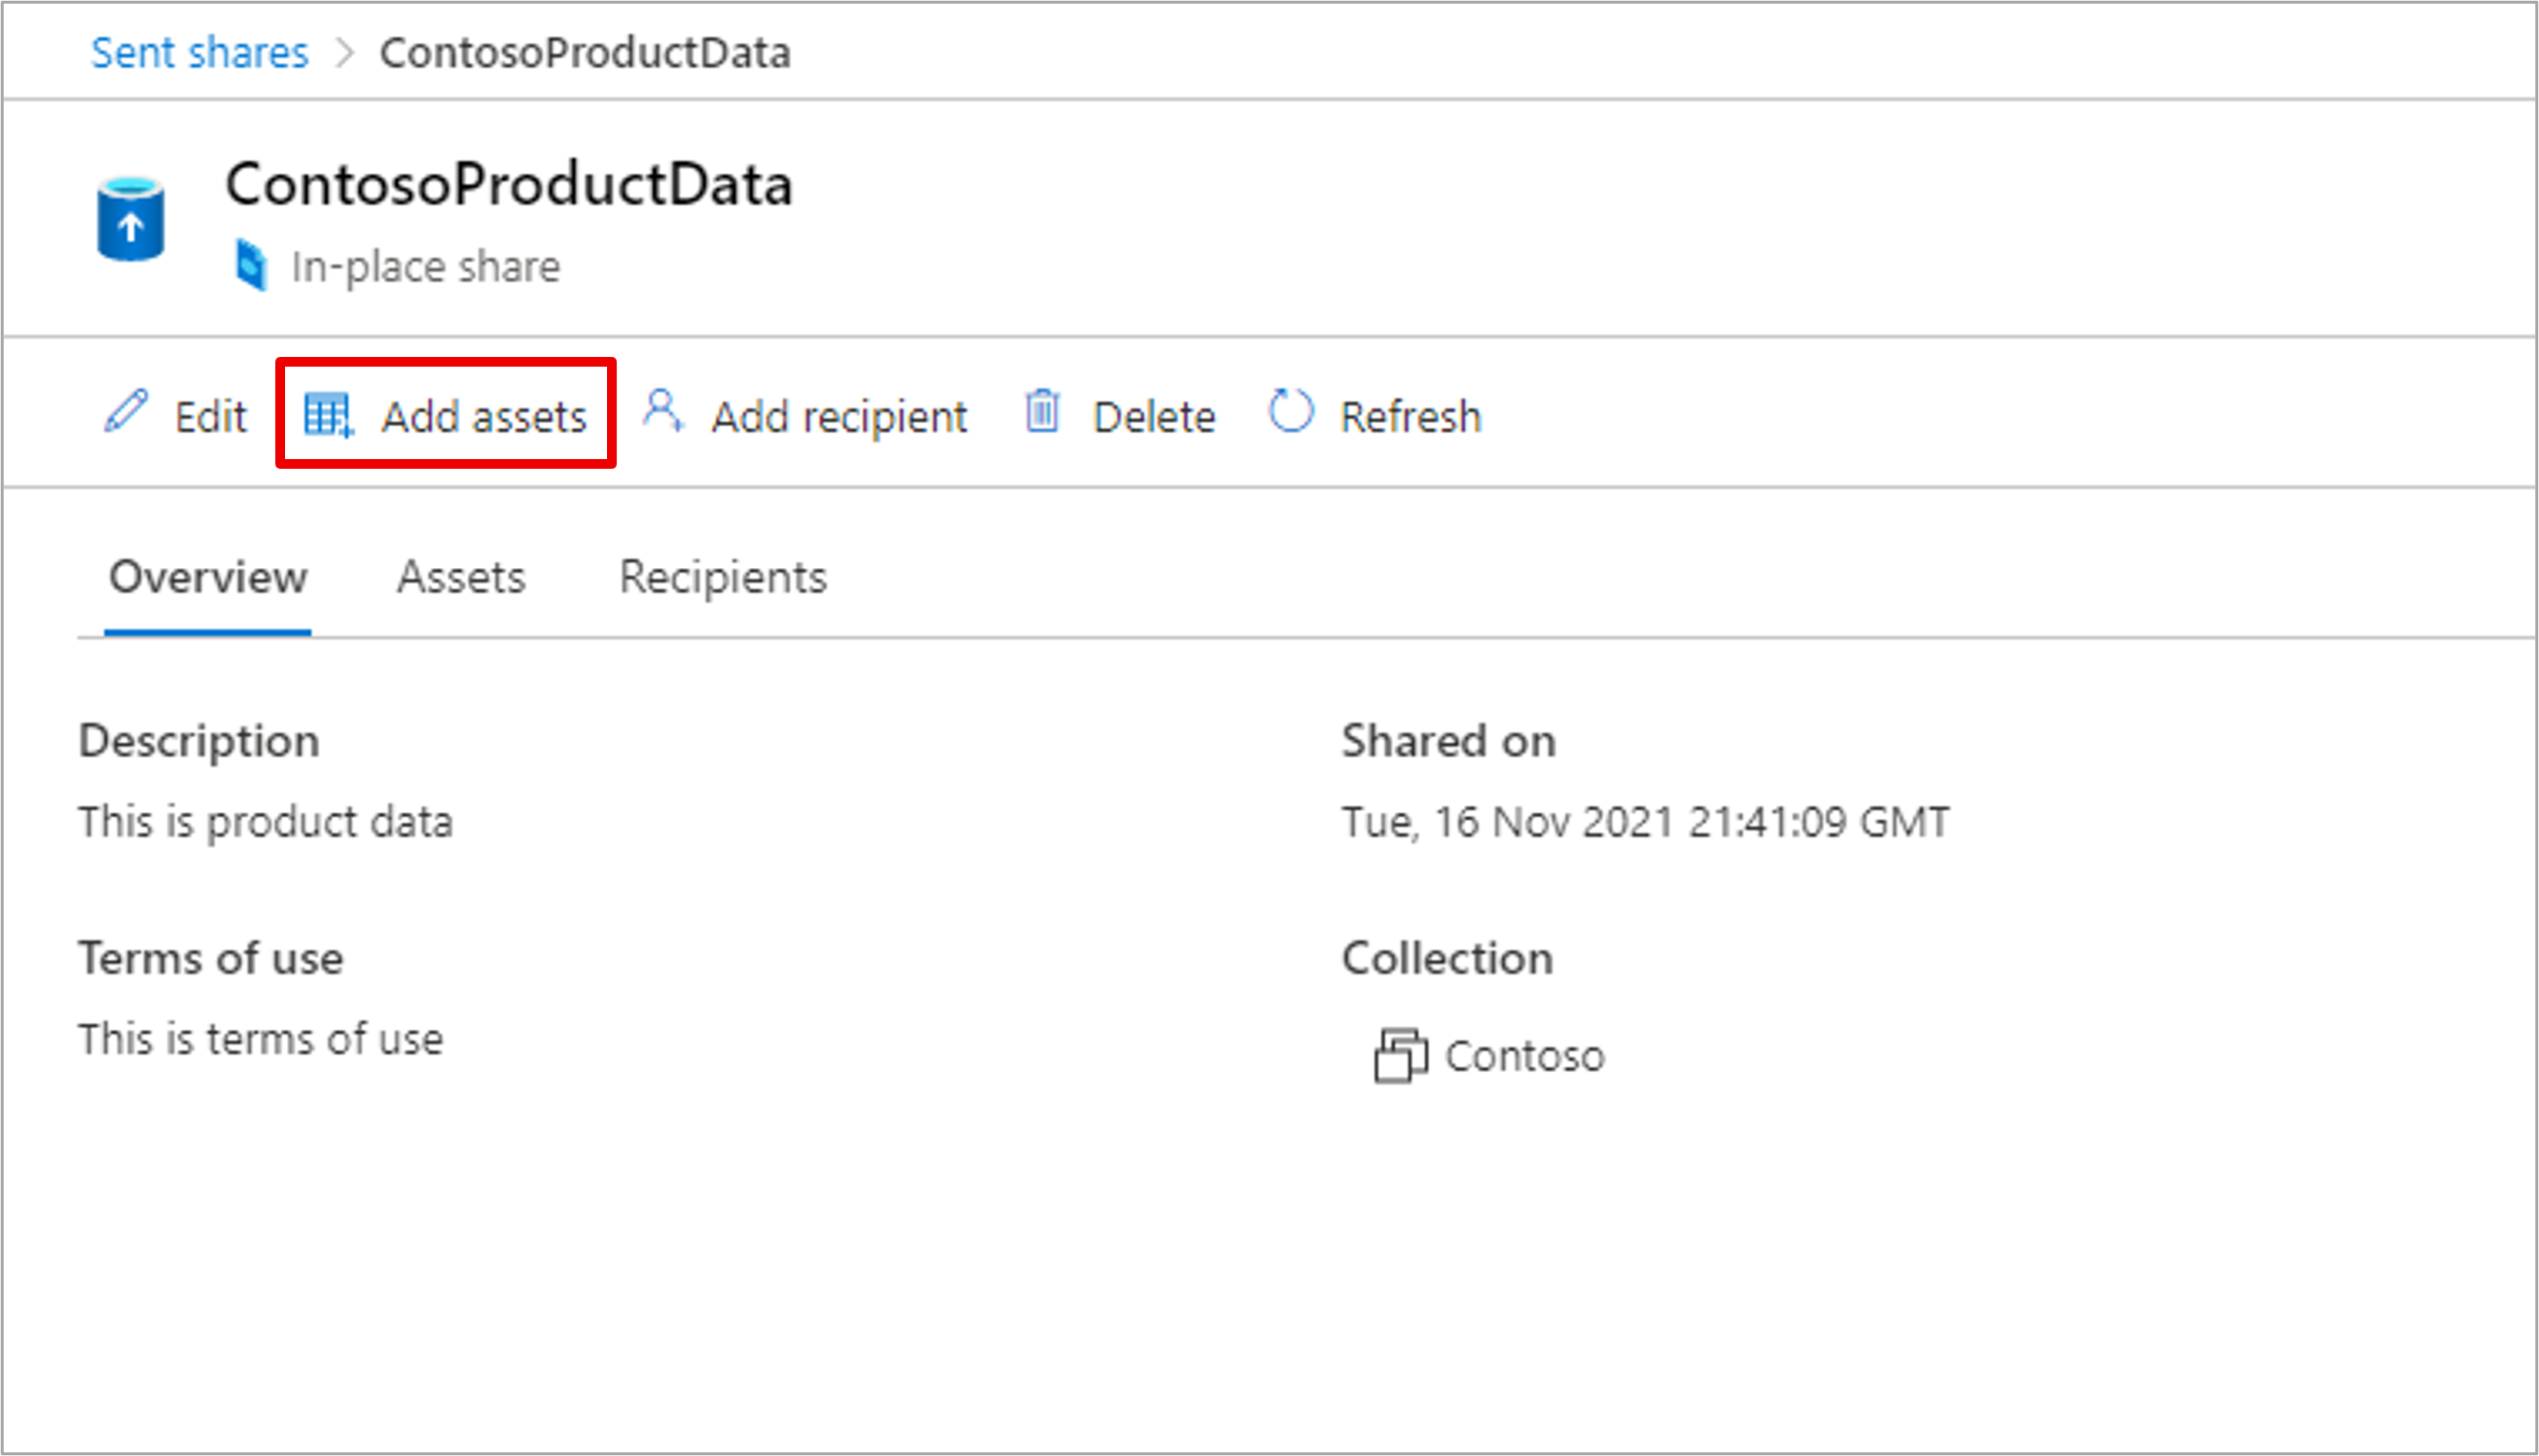 Sent shares > ContosoProductData
ContosoProductData
In-place share
Edit Add assets Add recipient Delete Refresh
Overview Assets Recipients
Description
This is product data
Shared on
Tue, 16 Nov 2021 21:41:09 GMT
Terms of use
This is terms of use
Collection
Contoso